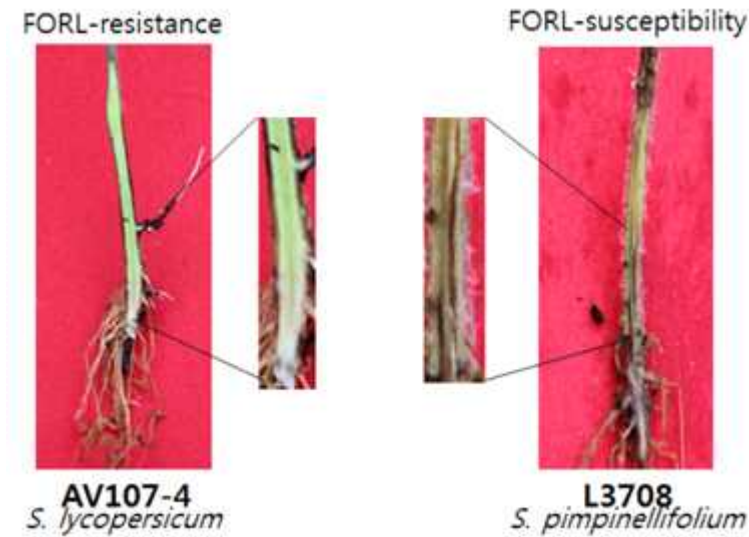 FORL-resistance
FORL-susceptibility
AV107-4
S. lycopersicum
L3708
S. pimpinellifolium